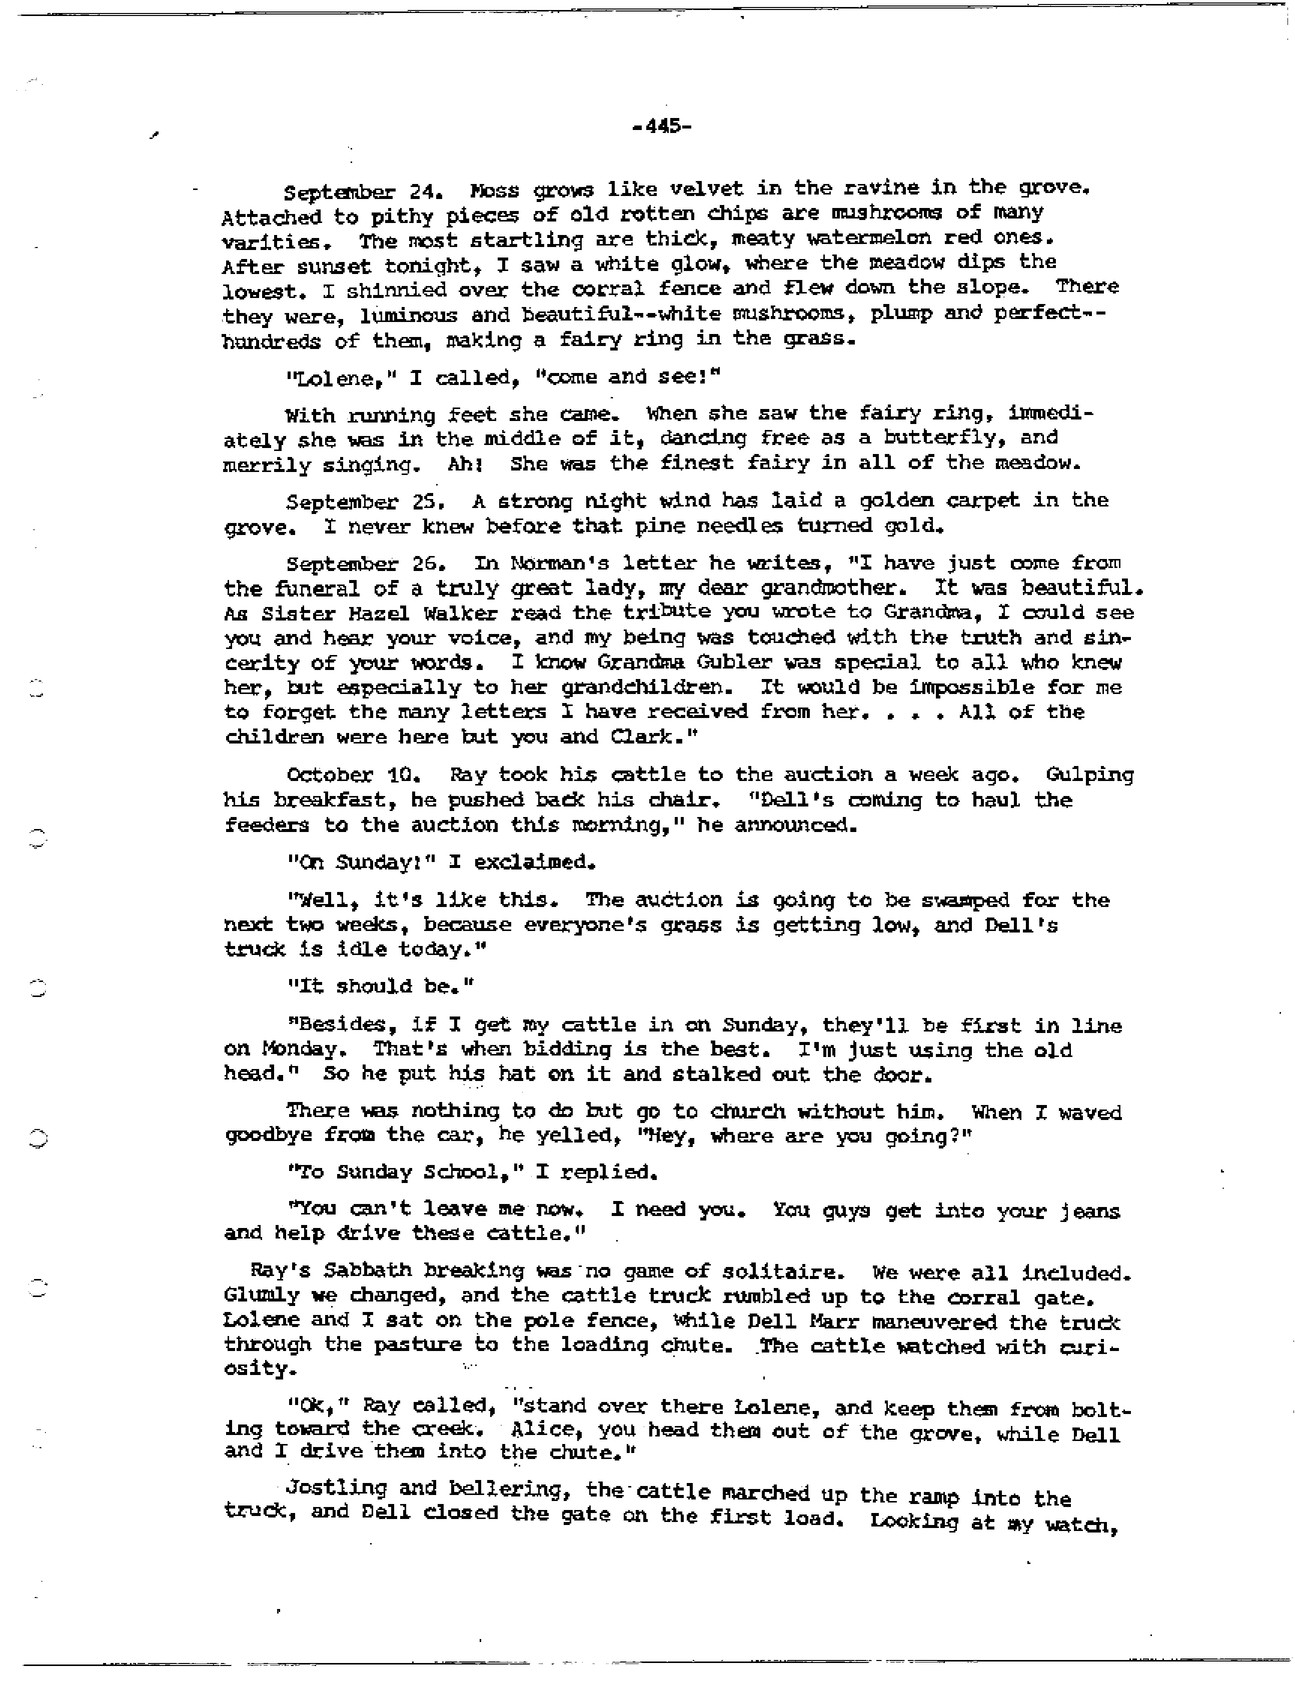 -445-
September 24. Moss grows like velvet in the ravine in the grove.
Attached to pithy pieces of old rotten chips are mushrooms of many
varities. The most startling are thick, meaty watermelon red ones.
After sunset tonight, I saw a white glow, where the meadow dips the
lowest. I shinnied over the corral fence and flew down the slope. There
they were, luminous and beautiful--white mushrooms, plump and perfect--
hundreds of them, making a fairy ring in the grass.
"Lolene," I called, "come and see!"
With running feet she came. When she saw the fairy ring, immedi-
ately she was in the middle of it, dancing free as a butterfly, and
merrily singing. Ah! She was the finest fairy in all of the meadow.
September 25. A strong night wind has laid a golden carpet in the
grove. I never knew before that pine needles turned gold.
September 26. In Norman's letter he writes, "I have just come from
the funeral of a truly great lady, my dear grandmother. It was beautiful.
As Sister Hazel Walker read the tribute you wrote to Grandma, I could see
you and hear your voice, and my being was touched with the truth and sin-
cerity of your words. I know Grandma Gubler was special to all who knew
her, but especially to her grandchildren. It would be impossible for me
to forget the many letters I have received from her. . . . All of the
children were here but you and Clark."
October 10. Ray took his cattle to the auction a week ago. Gulping
his breakfast, he pushed back his chair. "Dell's coming to haul the
feeders to the auction this morning," he announced.
"On Sunday!" I exclaimed.
"Well, it's like this. The auction is going to be swamped for the
next two weeks, because everyone's grass is getting low, and Dell's
truck is idle today."
"It should be."
"Besides, if I get my cattle in on Sunday, they'll be first in line
on Monday. That's when bidding is the best. I'm just using the old
head." So he put his hat on it and stalked out the door.
There was nothing to do but go to church without him. When I waved
goodbye from the car, he yelled, "Hey, where are you going?"
"To Sunday School," I replied.
"You can't leave me now. I need you. You guys get into your jeans
and help drive these cattle."
Ray's Sabbath breaking was no game of solitaire. We were all included.
Glumly we changed, and the cattle truck rumbled up to the corral gate.
Lolene and I sat on the pole fence, while Dell Marr maneuvered the truck
through the pasture to the loading chute. The cattle watched with curi-
osity.
"Ok," Ray called, "stand over there Lolene, and keep them from bolt-
ing toward the creek. Alice, you head them out of the grove, while Dell
and I drive them into the chute."
Jostling and bellering, the cattle marched up the ramp into the
truck, and Dell closed the gate on the first load. Looking at my watch,